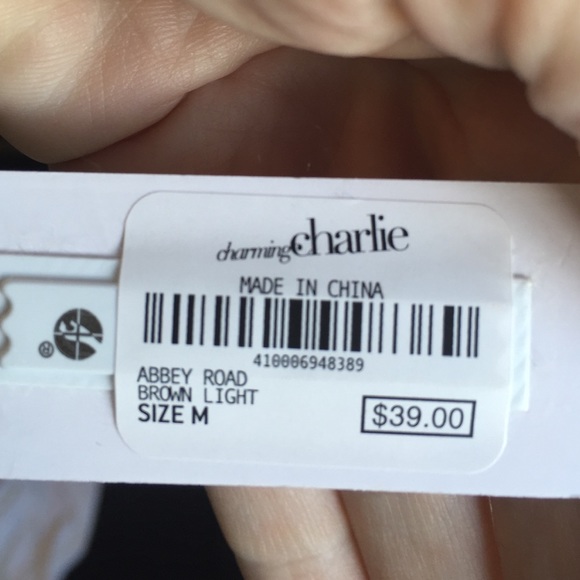 charming charlie
MADE IN CHINA
410006948389
ABBEY ROAD
BROWN LIGHT
SIZE M
$39.00
®